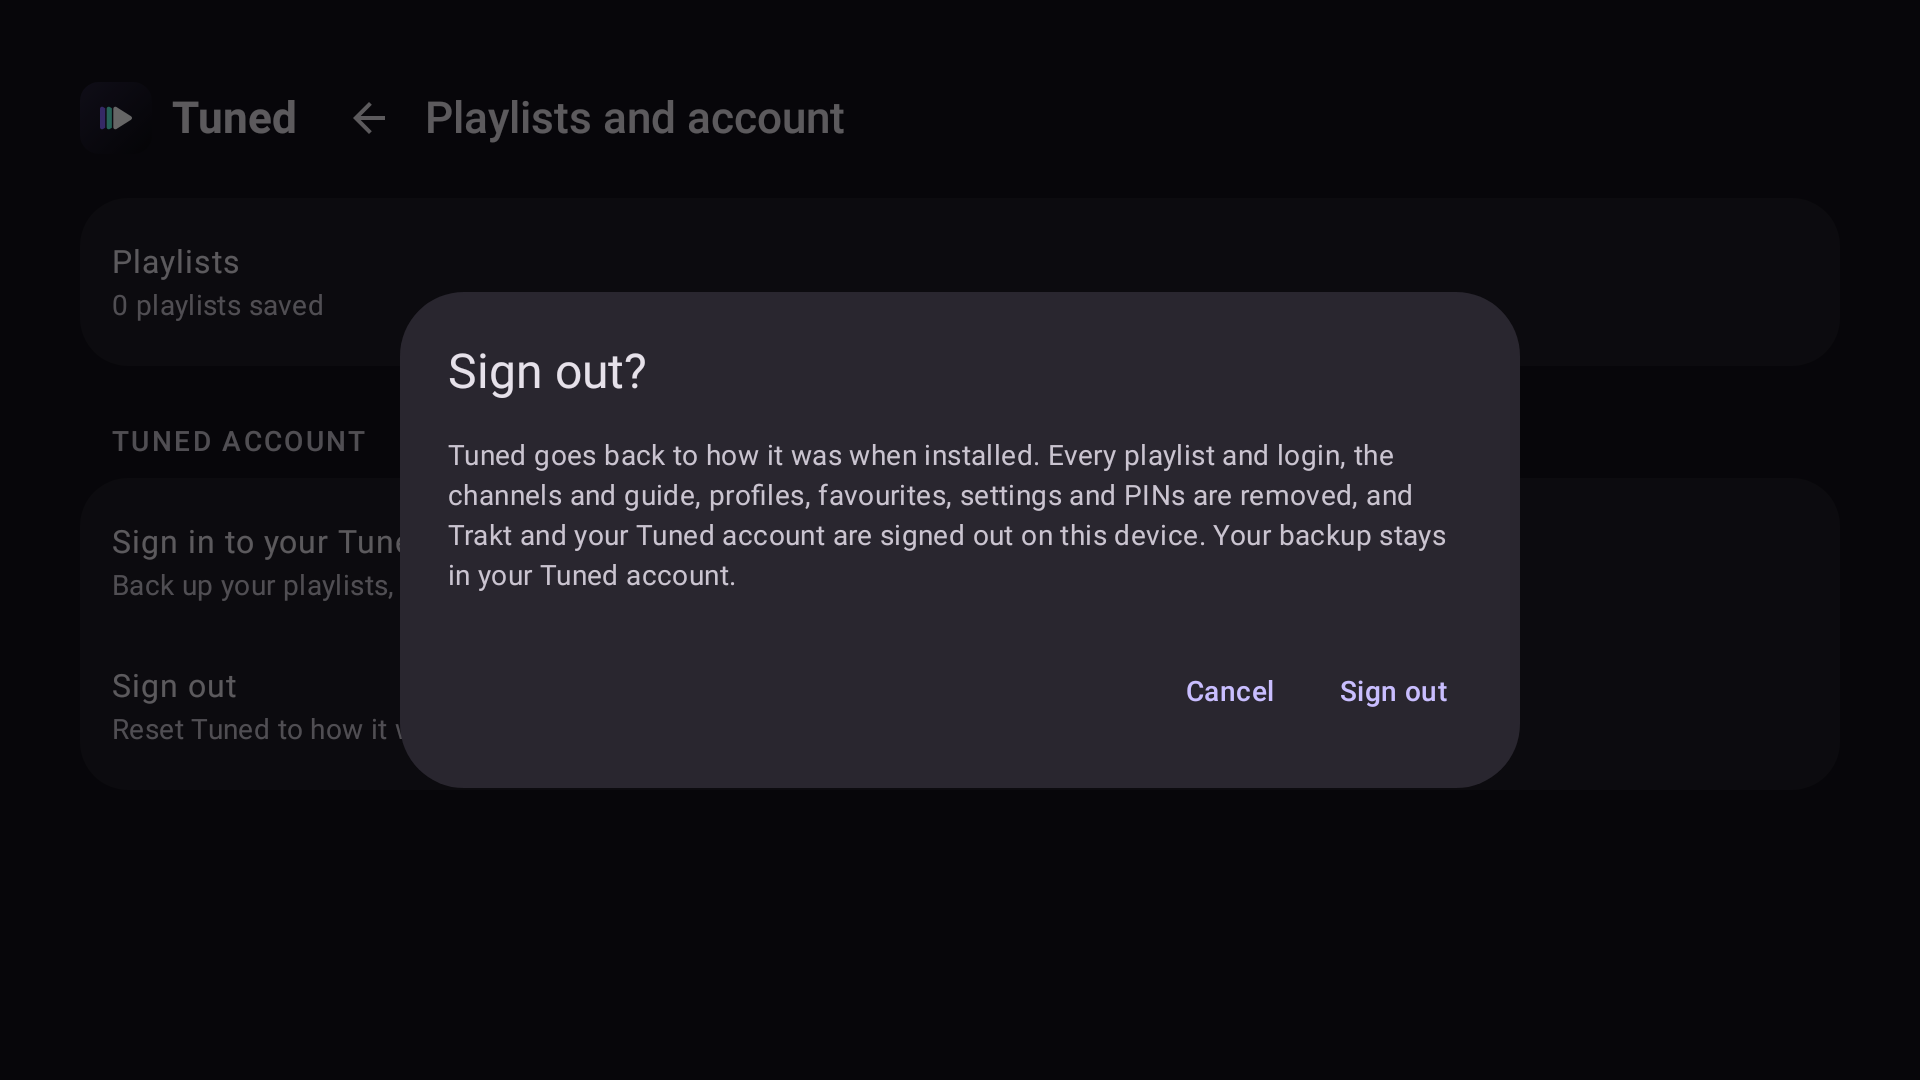 Tuned
Playlists and account
Playlists
0 playlists saved
TUNED ACCOUNT
Sign in to your
Back up your playlists,
Sign out
Reset Tuned to how it
Sign out?
Tuned goes back to how it was when installed. Every playlist and login, the
channels and guide, profiles, favourites, settings and PINs are removed, and
Trakt and your Tuned account are signed out on this device. Your backup stays
in your Tuned account.
Cancel
Sign out